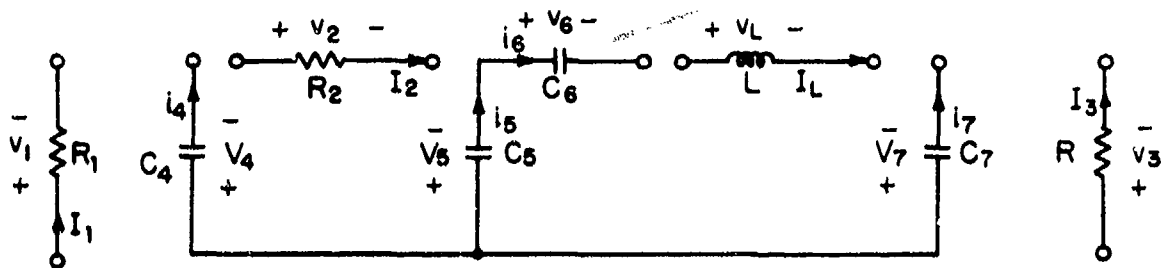 + v2 −
R2
I2
+ v6 −
i6
C6
+ vL −
L
IL
− v1 +
R1
I1
i4
C4
− V4 +
i5
− V5 +
C5
− V7 +
i7
C7
I3
R
− v3 +